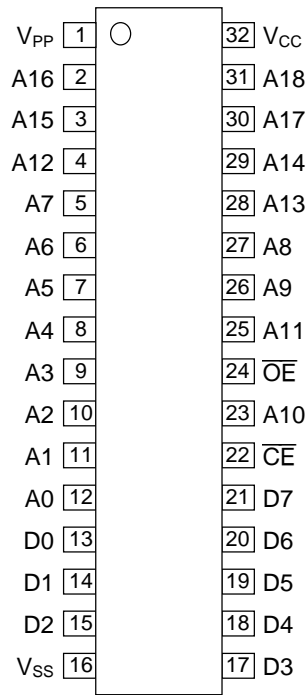 VPP 1 32 VCC
A16 2 31 A18
A15 3 30 A17
A12 4 29 A14
A7 5 28 A13
A6 6 27 A8
A5 7 26 A9
A4 8 25 A11
A3 9 24 O̅E̅
A2 10 23 A10
A1 11 22 C̅E̅
A0 12 21 D7
D0 13 20 D6
D1 14 19 D5
D2 15 18 D4
VSS 16 17 D3